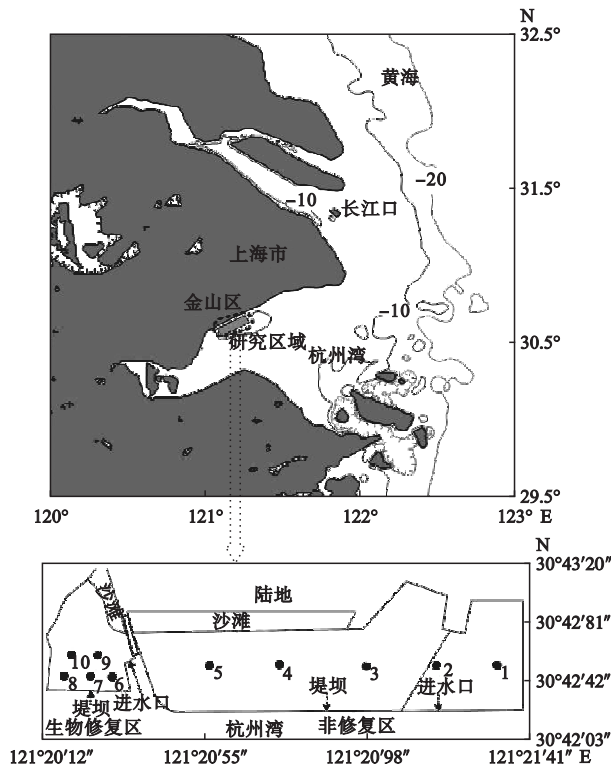 N
32.5°
黄海
-20
31.5°
-10
长江口
上海市
金山区
-10
30.5°
研究区域
杭州湾
29.5°
120° 121° 122° 123° E
N
30°43′20″
沙滩
陆地
沙滩
30°42′81″
10 9
5 4 3 2 1
8 7 6
堤坝
进水口
堤坝
进水口
30°42′42″
生物修复区
杭州湾
非修复区
30°42′03″
121°20′12″ 121°20′55″ 121°20′98″ 121°21′41″ E